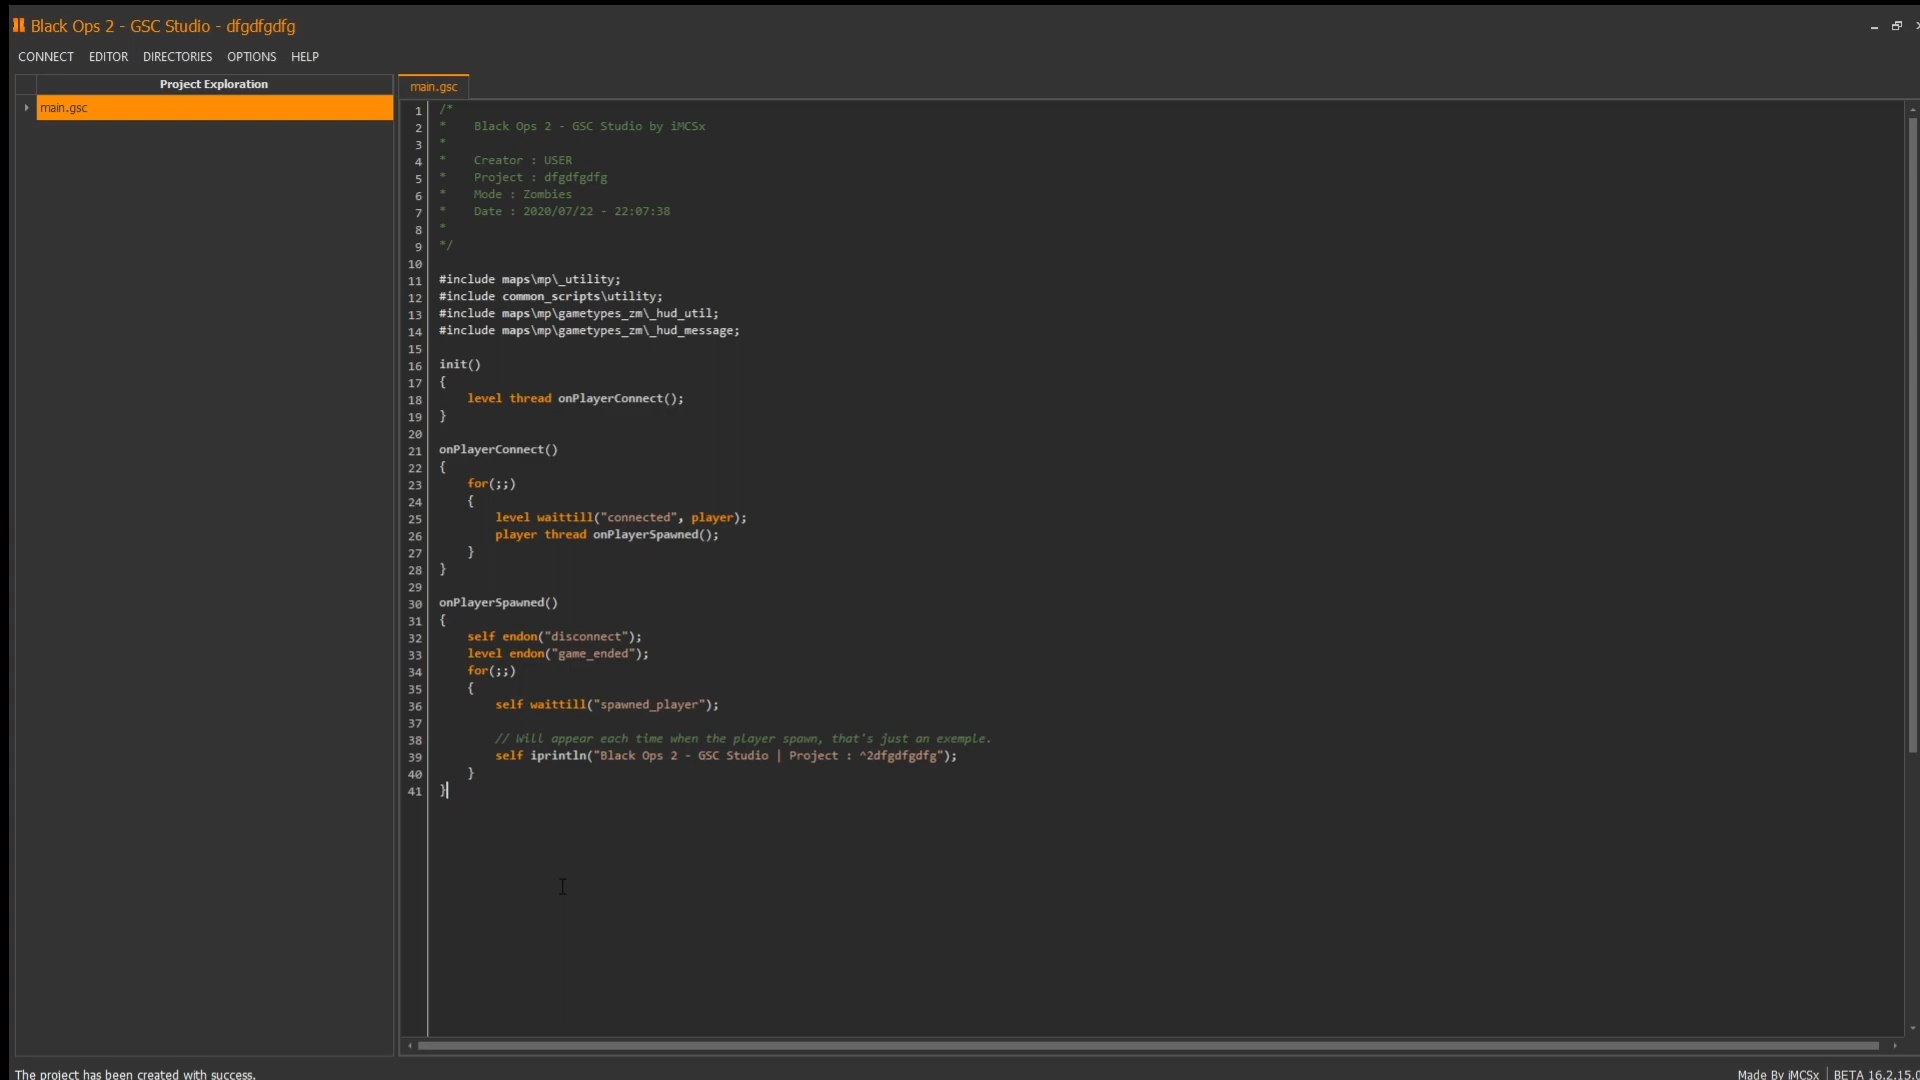 Black Ops 2 - GSC Studio - dfgdfgdfg
CONNECT EDITOR DIRECTORIES OPTIONS HELP
Project Exploration
main.gsc
main.gsc
1 /*
2 *    Black Ops 2 - GSC Studio by iMCSx
3 *
4 *    Creator : USER
5 *    Project : dfgdfgdfg
6 *    Mode : Zombies
7 *    Date : 2020/07/22 - 22:07:38
8 *
9 */
10
11 #include maps\mp\_utility;
12 #include common_scripts\utility;
13 #include maps\mp\gametypes_zm\_hud_util;
14 #include maps\mp\gametypes_zm\_hud_message;
15
16 init()
17 {
18     level thread onPlayerConnect();
19 }
20
21 onPlayerConnect()
22 {
23     for(;;)
24     {
25         level waittill("connected", player);
26         player thread onPlayerSpawned();
27     }
28 }
29
30 onPlayerSpawned()
31 {
32     self endon("disconnect");
33     level endon("game_ended");
34     for(;;)
35     {
36         self waittill("spawned_player");
37
38         // Will appear each time when the player spawn, that's just an exemple.
39         self iprintln("Black Ops 2 - GSC Studio | Project : ^2dfgdfgdfg");
40     }
41 }
The project has been created with success.
Made By iMCSx | BETA 16.2.15.0